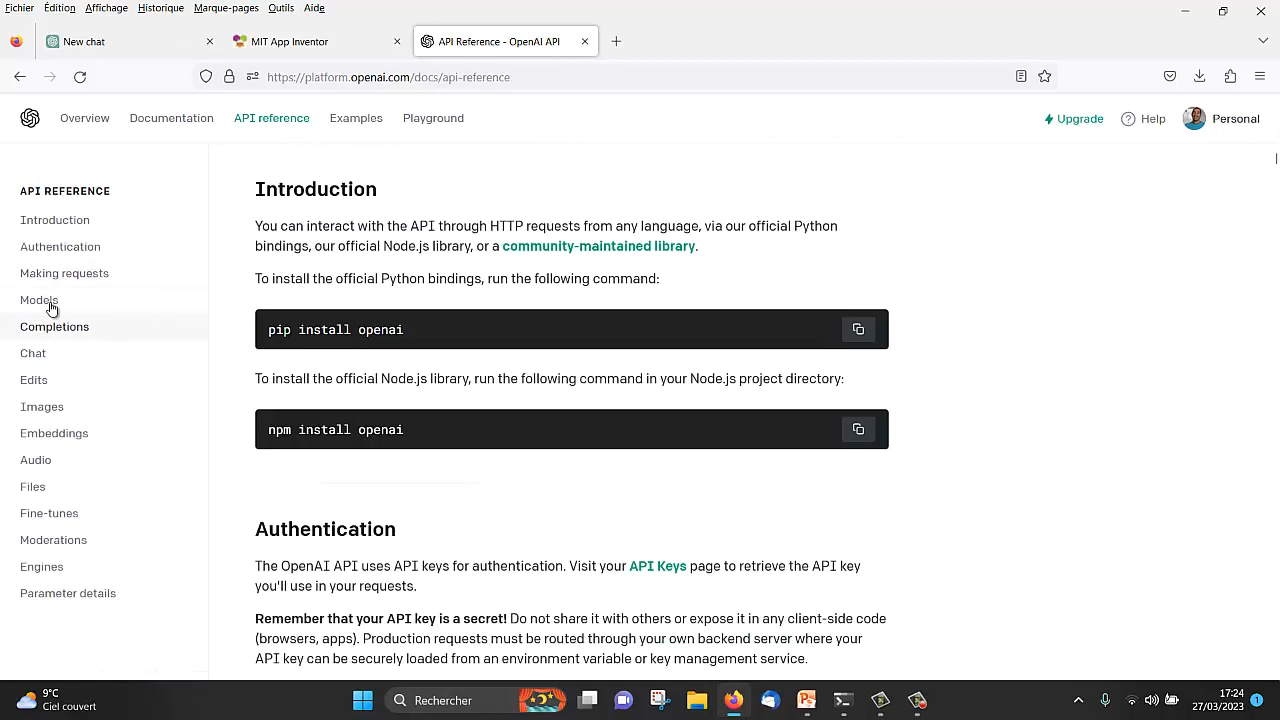 Fichier Édition Affichage Historique Marque-pages Outils Aide
New chat
MIT App Inventor
API Reference - OpenAI API
https://platform.openai.com/docs/api-reference
Overview Documentation API reference Examples Playground
Upgrade Help Personal
API REFERENCE
Introduction
Authentication
Making requests
Models
Completions
Chat
Edits
Images
Embeddings
Audio
Files
Fine-tunes
Moderations
Engines
Parameter details
Introduction
You can interact with the API through HTTP requests from any language, via our official Python
bindings, our official Node.js library, or a community-maintained library.
To install the official Python bindings, run the following command:
pip install openai
To install the official Node.js library, run the following command in your Node.js project directory:
npm install openai
Authentication
The OpenAI API uses API keys for authentication. Visit your API Keys page to retrieve the API key
you'll use in your requests.
Remember that your API key is a secret! Do not share it with others or expose it in any client-side code
(browsers, apps). Production requests must be routed through your own backend server where your
API key can be securely loaded from an environment variable or key management service.
9°C
Ciel couvert
Rechercher
17:24
27/03/2023
1